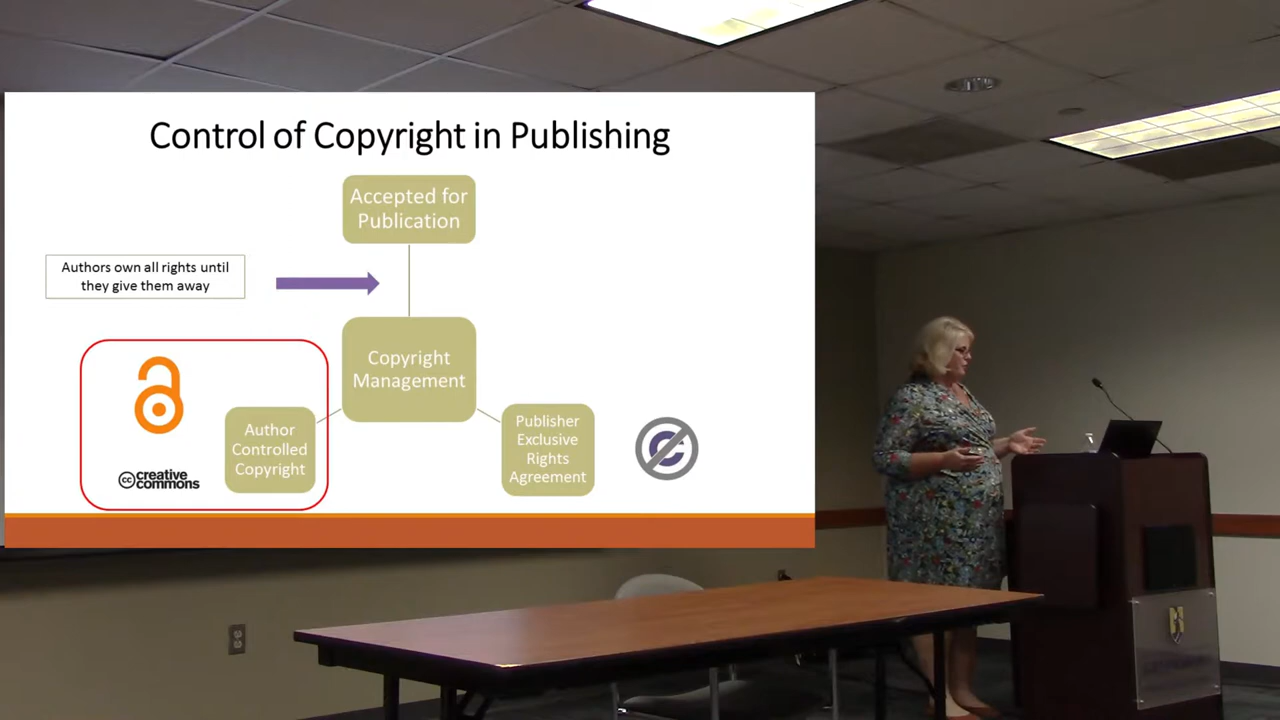 Control of Copyright in Publishing
Accepted for
Publication
Authors own all rights until
they give them away
Copyright
Management
Author
Controlled
Copyright
Publisher
Exclusive
Rights
Agreement
cc creative
commons